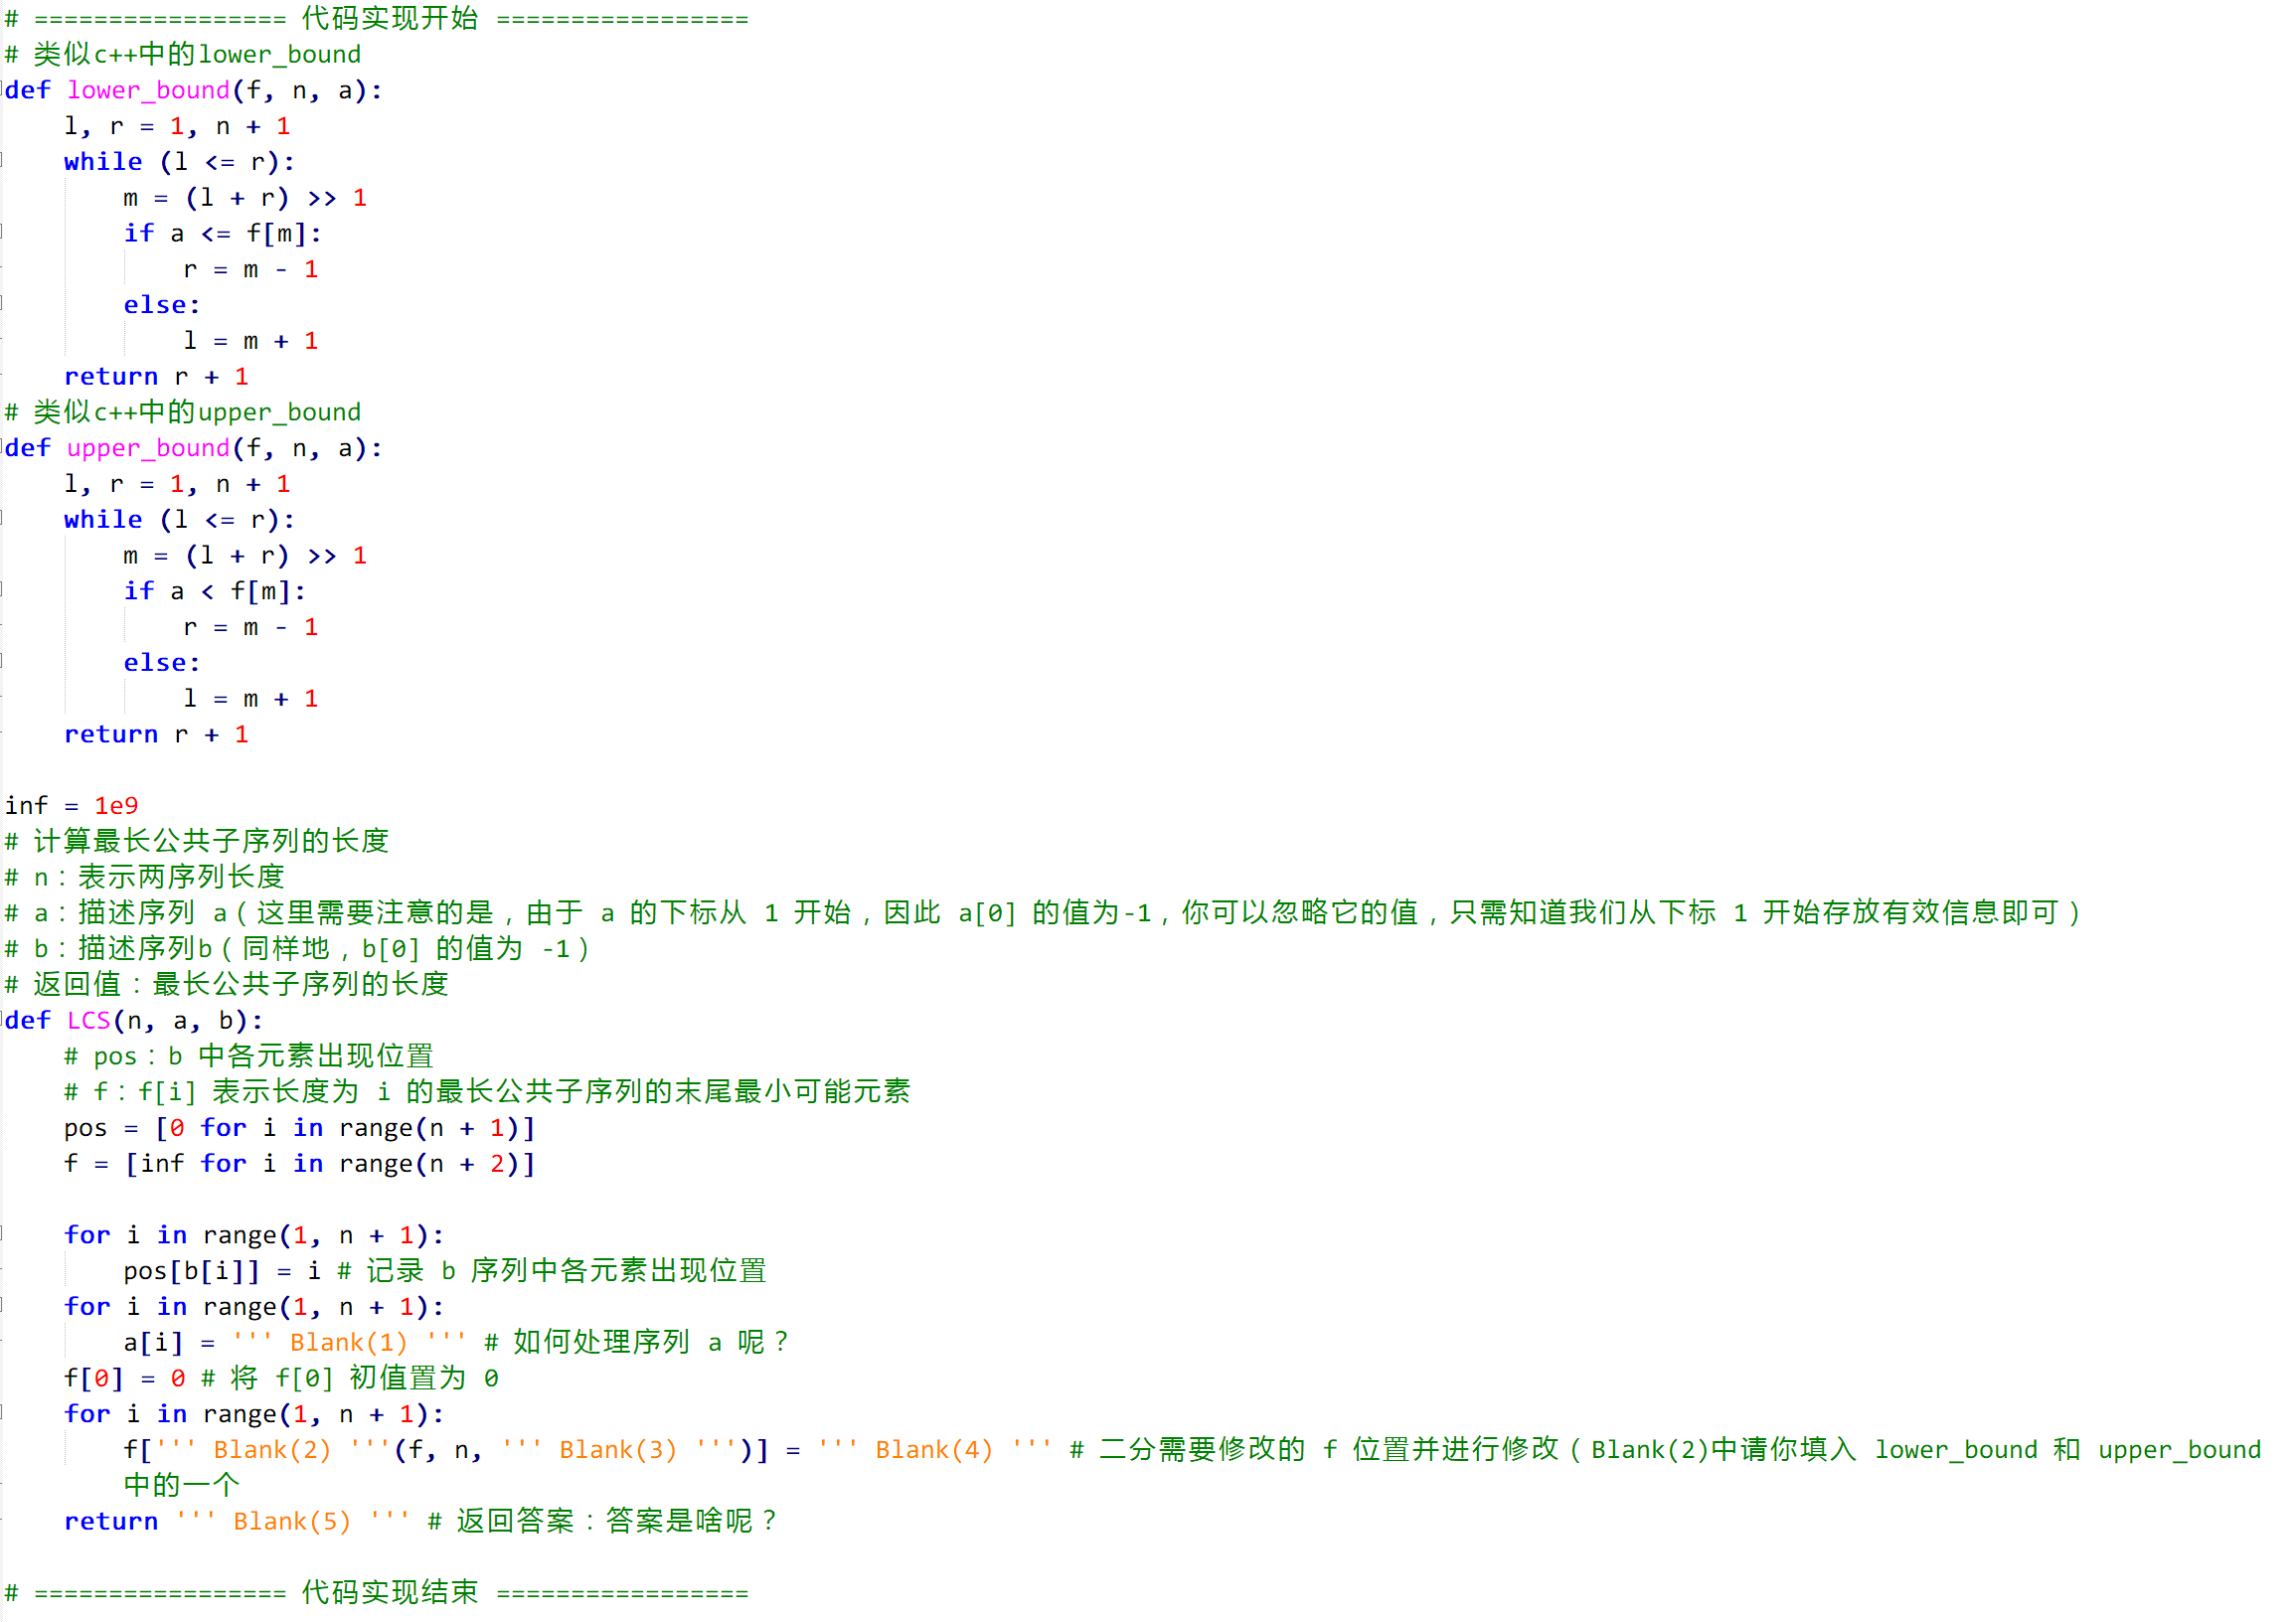 # ================= 代码实现开始 =================
# 类似c++中的lower_bound
def lower_bound(f, n, a):
    l, r = 1, n + 1
    while (l <= r):
        m = (l + r) >> 1
        if a <= f[m]:
            r = m - 1
        else:
            l = m + 1
    return r + 1
# 类似c++中的upper_bound
def upper_bound(f, n, a):
    l, r = 1, n + 1
    while (l <= r):
        m = (l + r) >> 1
        if a < f[m]:
            r = m - 1
        else:
            l = m + 1
    return r + 1
inf = 1e9
# 计算最长公共子序列的长度
# n：表示两序列长度
# a：描述序列 a（这里需要注意的是，由于 a 的下标从 1 开始，因此 a[0] 的值为-1，你可以忽略它的值，只需知道我们从下标 1 开始存放有效信息即可）
# b：描述序列b（同样地，b[0] 的值为 -1）
# 返回值：最长公共子序列的长度
def LCS(n, a, b):
    # pos：b 中各元素出现位置
    # f：f[i] 表示长度为 i 的最长公共子序列的末尾最小可能元素
    pos = [0 for i in range(n + 1)]
    f = [inf for i in range(n + 2)]
    for i in range(1, n + 1):
        pos[b[i]] = i # 记录 b 序列中各元素出现位置
    for i in range(1, n + 1):
        a[i] = ''' Blank(1) ''' # 如何处理序列 a 呢？
    f[0] = 0 # 将 f[0] 初值置为 0
    for i in range(1, n + 1):
        f[''' Blank(2) '''(f, n, ''' Blank(3) ''')] = ''' Blank(4) ''' # 二分需要修改的 f 位置并进行修改（Blank(2)中请你填入 lower_bound 和 upper_bound
        中的一个
    return ''' Blank(5) ''' # 返回答案：答案是啥呢？
# ================= 代码实现结束 =================